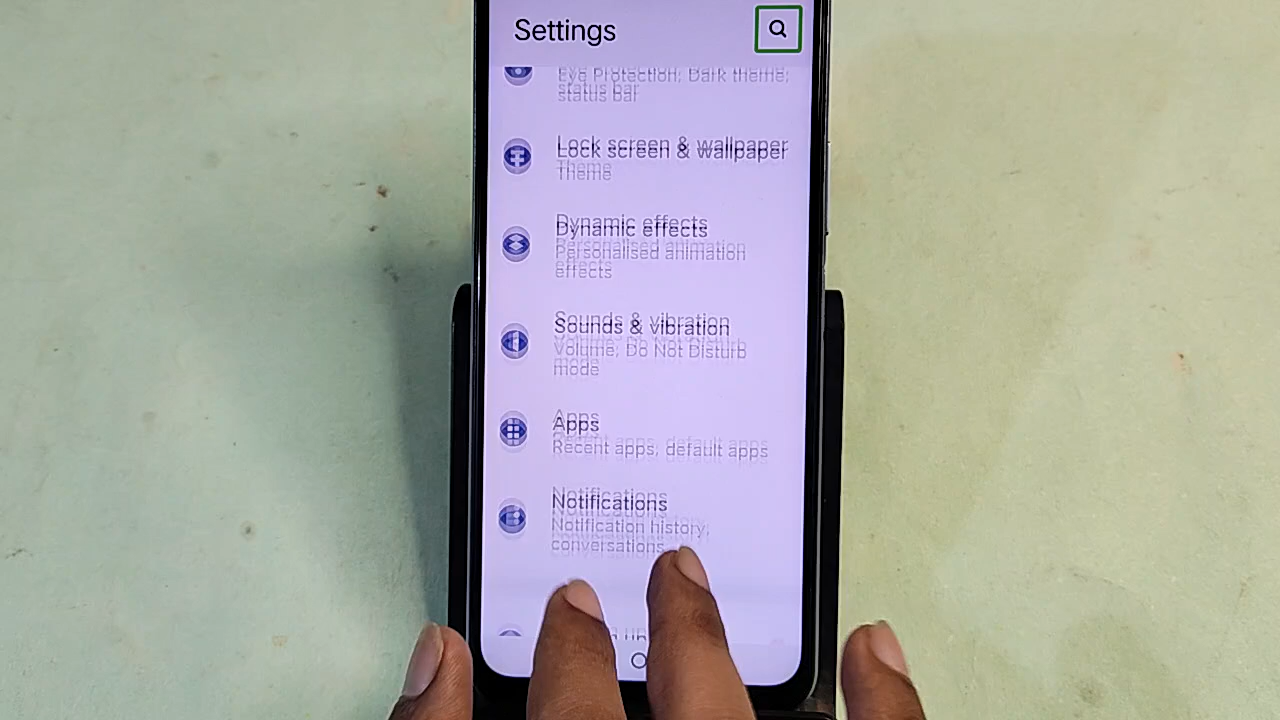 Settings
Eye Protection, Dark theme,
status bar
Lock screen & wallpaper
Theme
Dynamic effects
Personalised animation
effects
Sounds & vibration
Volume, Do Not Disturb
mode
Apps
Recent apps, default apps
Notifications
Notification history,
conversations